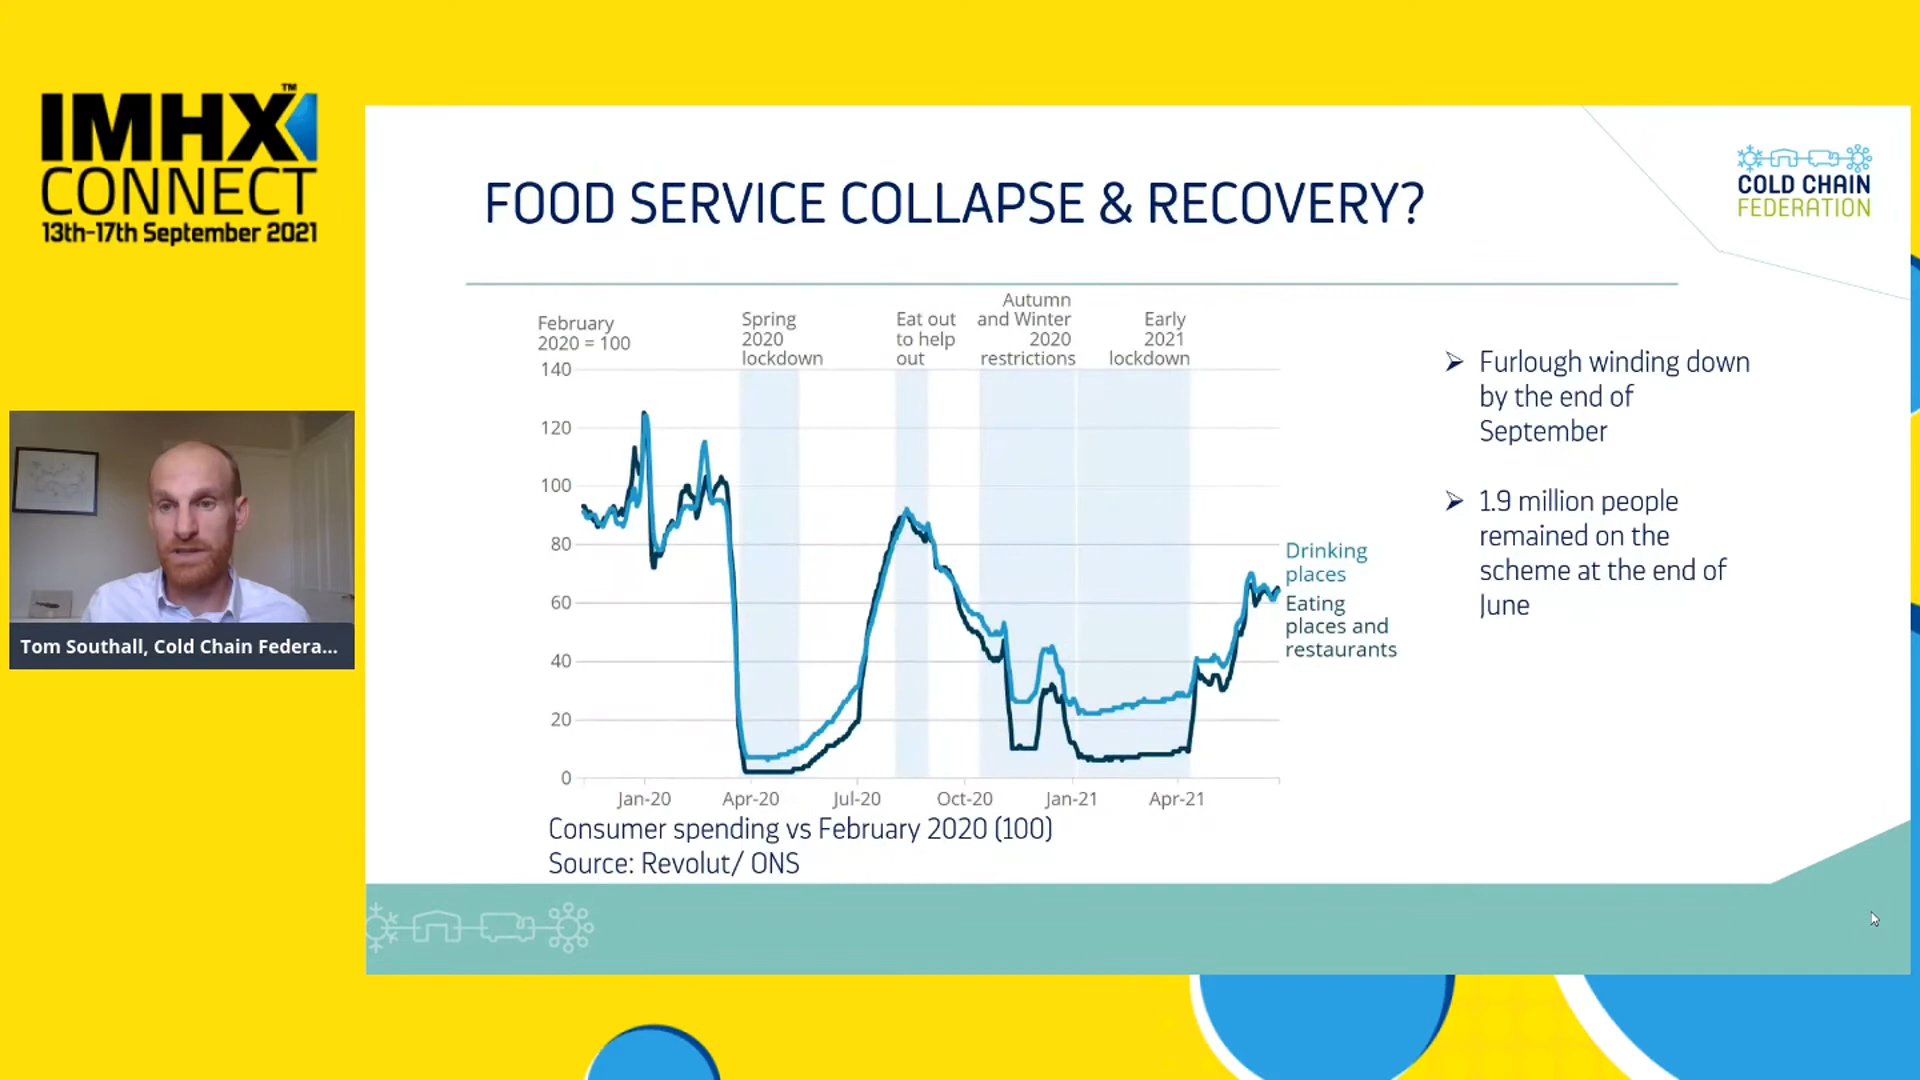 IMHX™
CONNECT
13th-17th September 2021
Tom Southall, Cold Chain Federa...
FOOD SERVICE COLLAPSE & RECOVERY?
COLD CHAIN
FEDERATION
February
2020 = 100
Spring
2020
lockdown
Eat out
to help
out
Autumn
and Winter
2020
restrictions
Early
2021
lockdown
140
120
100
80
60
40
20
0
Jan-20
Apr-20
Jul-20
Oct-20
Jan-21
Apr-21
Drinking
places
Eating
places and
restaurants
Consumer spending vs February 2020 (100)
Source: Revolut/ ONS
➢ Furlough winding down
by the end of
September
➢ 1.9 million people
remained on the
scheme at the end of
June